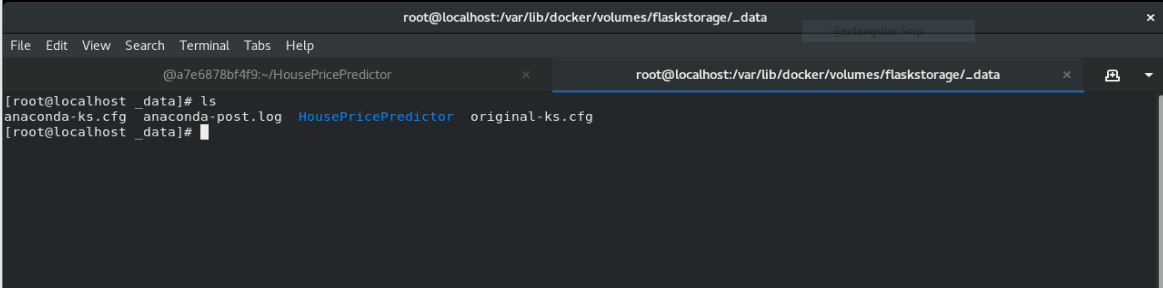 root@localhost:/var/lib/docker/volumes/flaskstorage/_data
Rectangular Snip
File Edit View Search Terminal Tabs Help
@a7e6878bf4f9:~/HousePricePredictor
root@localhost:/var/lib/docker/volumes/flaskstorage/_data
[root@localhost _data]# ls
anaconda-ks.cfg anaconda-post.log HousePricePredictor original-ks.cfg
[root@localhost _data]#